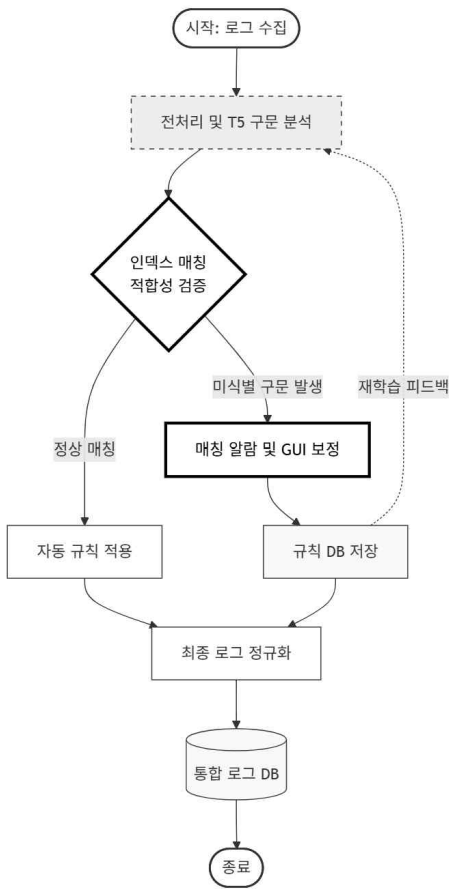 시작: 로그 수집
전처리 및 T5 구문 분석
인덱스 매칭
적합성 검증
미식별 구문 발생
재학습 피드백
정상 매칭
매칭 알람 및 GUI 보정
자동 규칙 적용
규칙 DB 저장
최종 로그 정규화
통합 로그 DB
종료